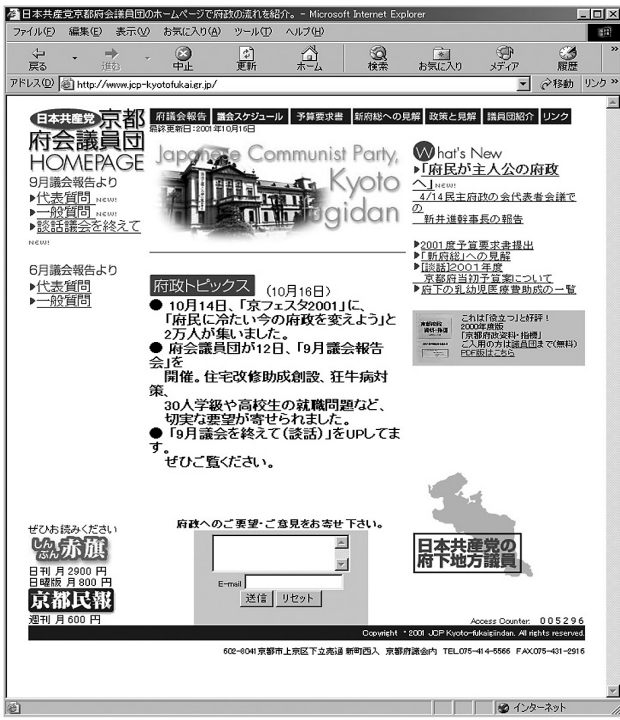 日本共産党京都府会議員団のホームページで府政の流れを紹介。 - Microsoft Internet Explorer
ファイル(F) 編集(E) 表示(V) お気に入り(A) ツール(T) ヘルプ(H)
戻る 進む 中止 更新 ホーム 検索 お気に入り メディア 履歴
アドレス(D) http://www.jcp-kyotofukai.gr.jp/ 移動 リンク
日本共産党 京都
府会議員団
HOMEPAGE
府議会報告 議会スケジュール 予算要求書 新府総への見解 政策と見解 議員団紹介 リンク
最終更新日:2001年10月16日
Japanese Communist Party,
Kyoto
ugidan
9月議会報告より
▶代表質問 NEW!
▶一般質問 NEW!
▶談話議会を終えて
NEW!
6月議会報告より
▶代表質問
▶一般質問
府政トピックス (10月16日)
● 10月14日、「京フェスタ2001」に、
「府民に冷たい今の府政を変えよう」と
2万人が集いました。
● 府会議員団が12日、「9月議会報告
会」を
開催。住宅改修助成創設、狂牛病対
策、
30人学級や高校生の就職問題など、
切実な要望が寄せられました。
● 「9月議会を終えて(談話)」をUPしてま
す。
ぜひご覧ください。
What's New
▶「府民が主人公の府政
へ」NEW!
4/14民主府政の会代表者会議で
の
新井進幹事長の報告
▶2001度予算要求書提出
▶「新府総」への見解
▶[談話]2001年度
京都府当初予算案について
▶府下の乳幼児医療費助成の一覧
これは「役立つ」と好評!
2000年度版
「京都府政資料・指標」
ご入用の方は議員団まで(無料)
PDF版はこちら
ぜひお読みください
しんぶん赤旗
日刊 月2900 円
日曜版 月800 円
京都民報
週刊 月600 円
府政へのご要望・ご意見をお寄せ下さい。
E-mail
送信 リセット
日本共産党の
府下地方議員
Access Counter: 005296
Copyright * 2001 JCP Kyoto-fukaigiindan. All rights reserved.
602-8041京都市上京区下立売通新町西入 京都府議会内 TEL.075-414-5566 FAX.075-431-2916
インターネット